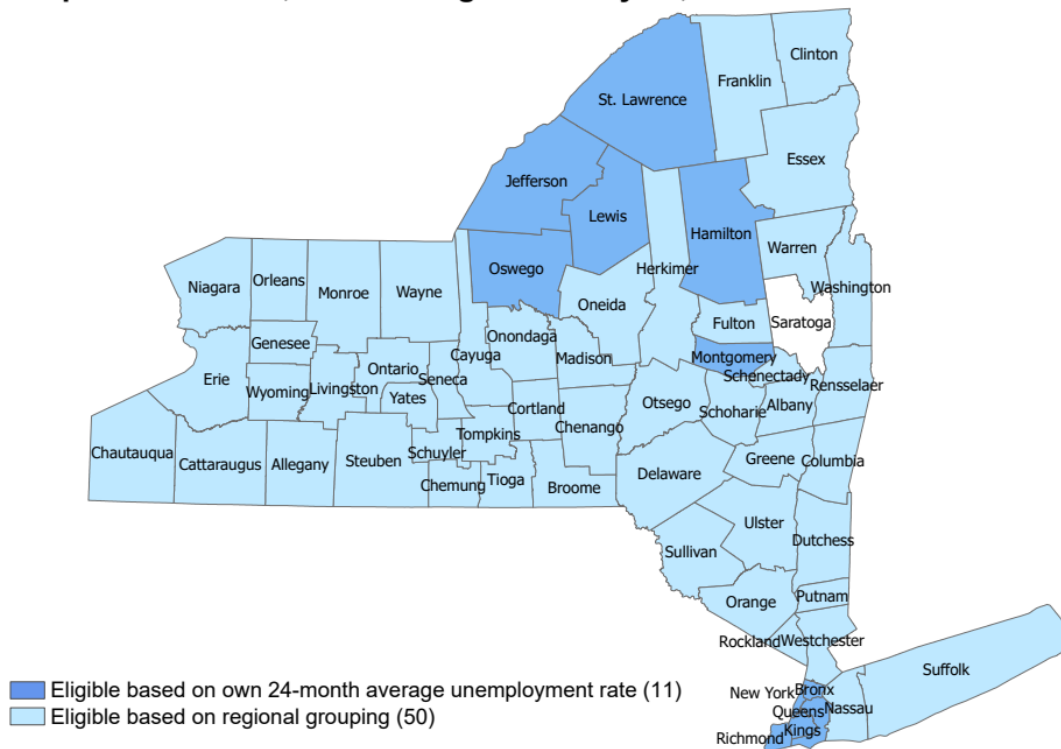 Clinton
Franklin
St. Lawrence
Essex
Jefferson
Lewis
Hamilton
Warren
Herkimer
Oswego
Washington
Niagara
Orleans
Monroe
Wayne
Oneida
Fulton
Saratoga
Genesee
Onondaga
Madison
Montgomery
Cayuga
Ontario
Seneca
Schenectady
Rensselaer
Erie
Wyoming
Livingston
Yates
Otsego
Schoharie
Albany
Cortland
Chenango
Tompkins
Chautauqua
Cattaraugus
Allegany
Steuben
Schuyler
Greene
Columbia
Delaware
Chemung
Tioga
Broome
Ulster
Dutchess
Sullivan
Orange
Putnam
Rockland
Westchester
Suffolk
New York
Bronx
Queens
Nassau
Richmond
Kings
Eligible based on own 24-month average unemployment rate (11)
Eligible based on regional grouping (50)